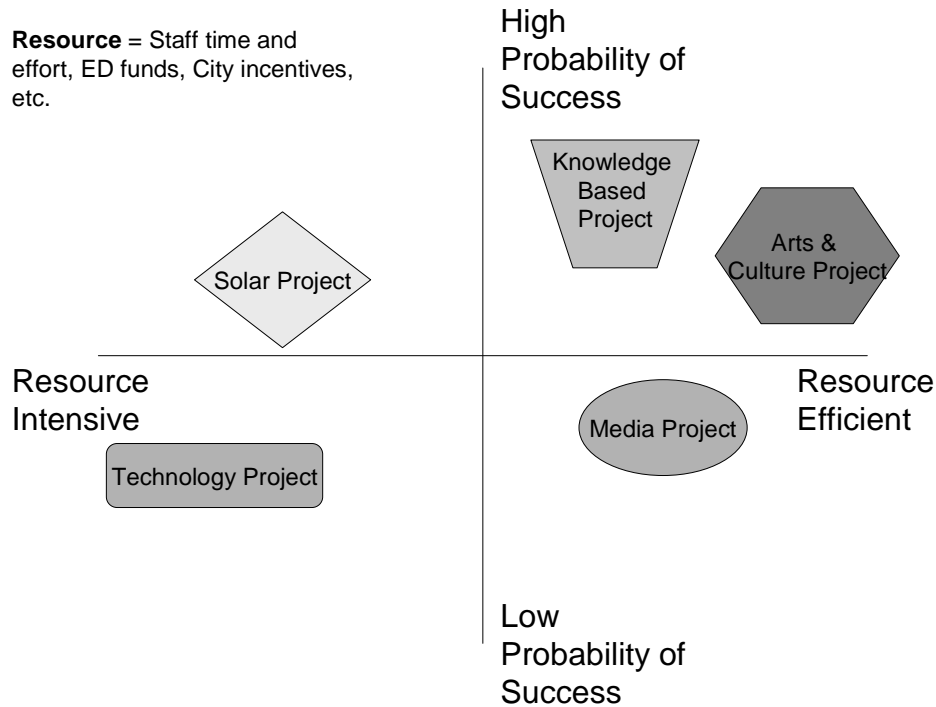 Resource = Staff time and
effort, ED funds, City incentives,
etc.
High
Probability of
Success
Knowledge
Based
Project
Arts &
Culture Project
Solar Project
Resource
Intensive
Resource
Efficient
Media Project
Technology Project
Low
Probability of
Success